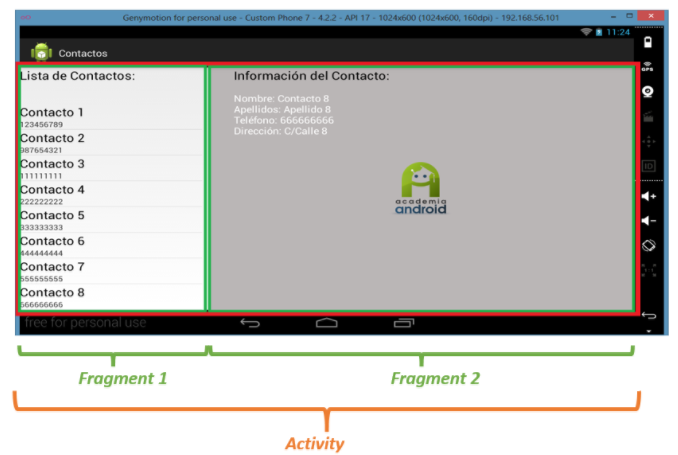 Genymotion for personal use - Custom Phone 7 - 4.2.2 - API 17 - 1024x600 (1024x600, 160dpi) - 192.168.56.101
11:24
Contactos
GPS
ID
Lista de Contactos:
Contacto 1
123456789
Contacto 2
987654321
Contacto 3
111111111
Contacto 4
222222222
Contacto 5
333333333
Contacto 6
444444444
Contacto 7
555555555
Contacto 8
666666666
Información del Contacto:
Nombre: Contacto 8
Apellidos: Apellido 8
Teléfono: 666666666
Dirección: C/Calle 8
academia
android
free for personal use
Fragment 1
Fragment 2
Activity